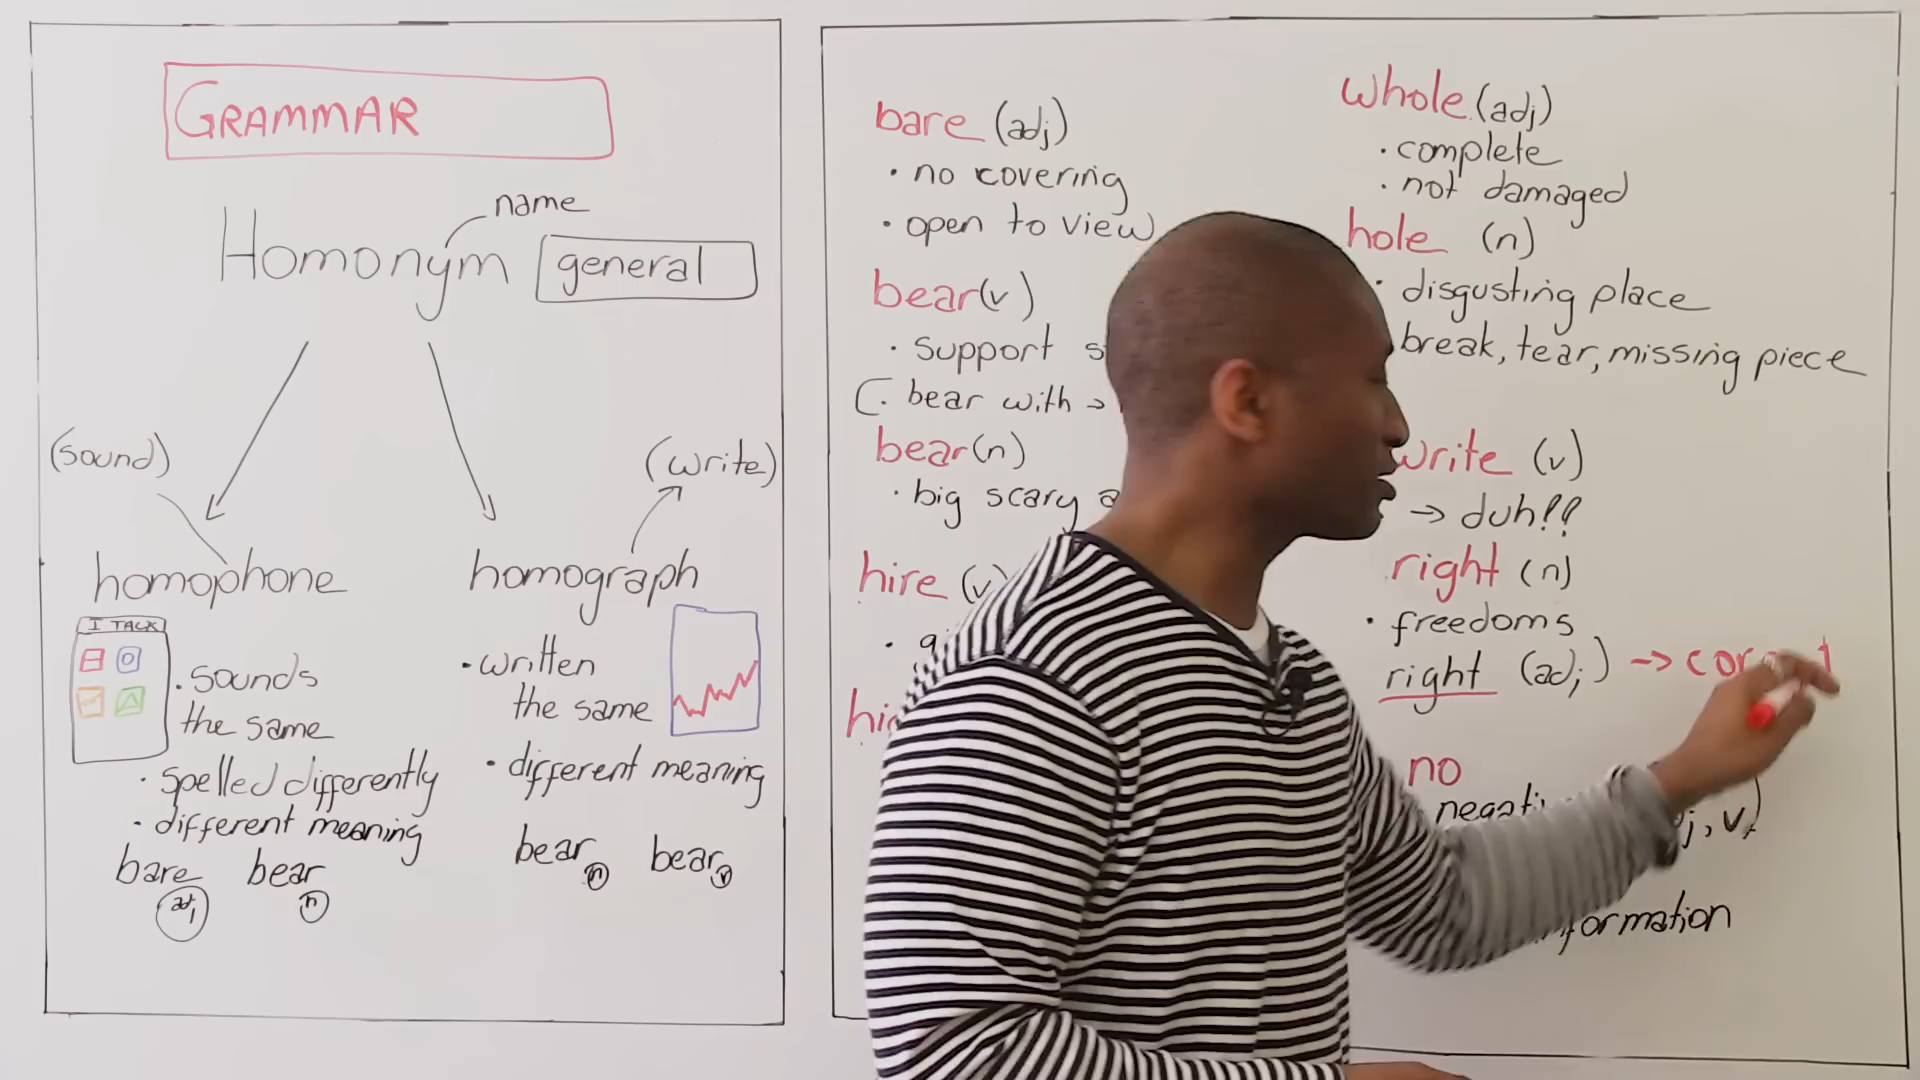 GRAMMAR
name
Homonym
general
(sound)
(write)
homophone
homograph
I TALK
• sounds
the same
• spelled differently
• different meaning
bare bear
adj n
• written
the same
• different meaning
bear n bear v
bare (adj)
• no covering
• open to view
bear (v)
• support
• bear with →
bear (n)
• big scary
hire (v)
whole (adj)
• complete
• not damaged
hole (n)
• disgusting place
break, tear, missing piece
write (v)
→ duh!?
right (n)
• freedoms
right (adj) →
no